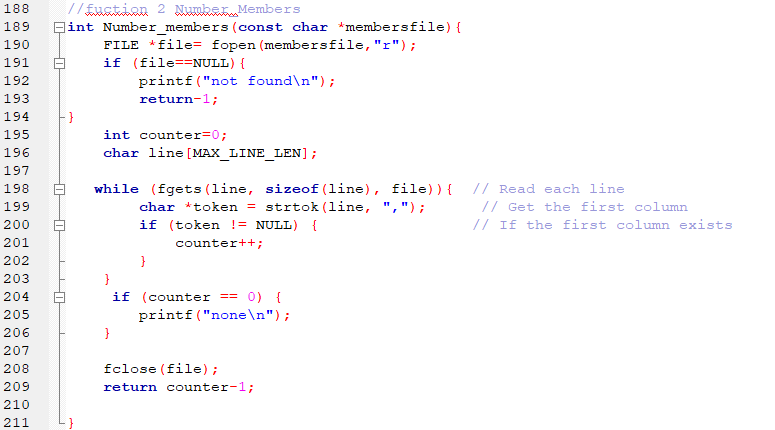 188 //fuction 2 Number_Members
189 int Number_members(const char *membersfile){
190 FILE *file= fopen(membersfile,"r");
191 if (file==NULL){
192 printf("not found\n");
193 return-1;
194 }
195 int counter=0;
196 char line[MAX_LINE_LEN];
197
198 while (fgets(line, sizeof(line), file)){ // Read each line
199 char *token = strtok(line, ","); // Get the first column
200 if (token != NULL) { // If the first column exists
201 counter++;
202 }
203 }
204 if (counter == 0) {
205 printf("none\n");
206 }
207
208 fclose(file);
209 return counter-1;
210
211 }